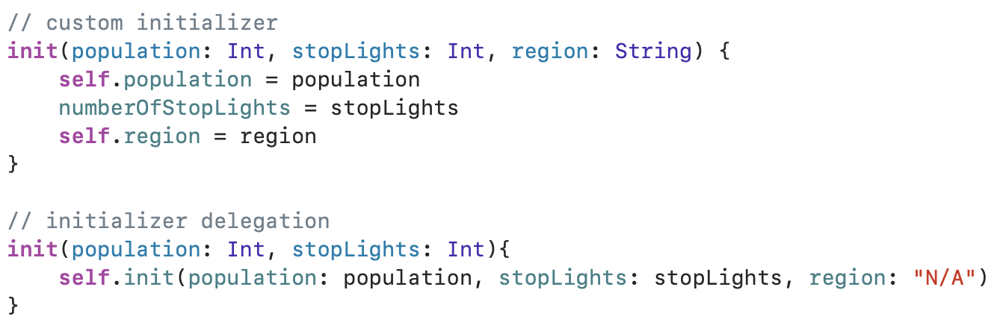 // custom initializer
init(population: Int, stopLights: Int, region: String) {
    self.population = population
    numberOfStopLights = stopLights
    self.region = region
}

// initializer delegation
init(population: Int, stopLights: Int){
    self.init(population: population, stopLights: stopLights, region: "N/A")
}